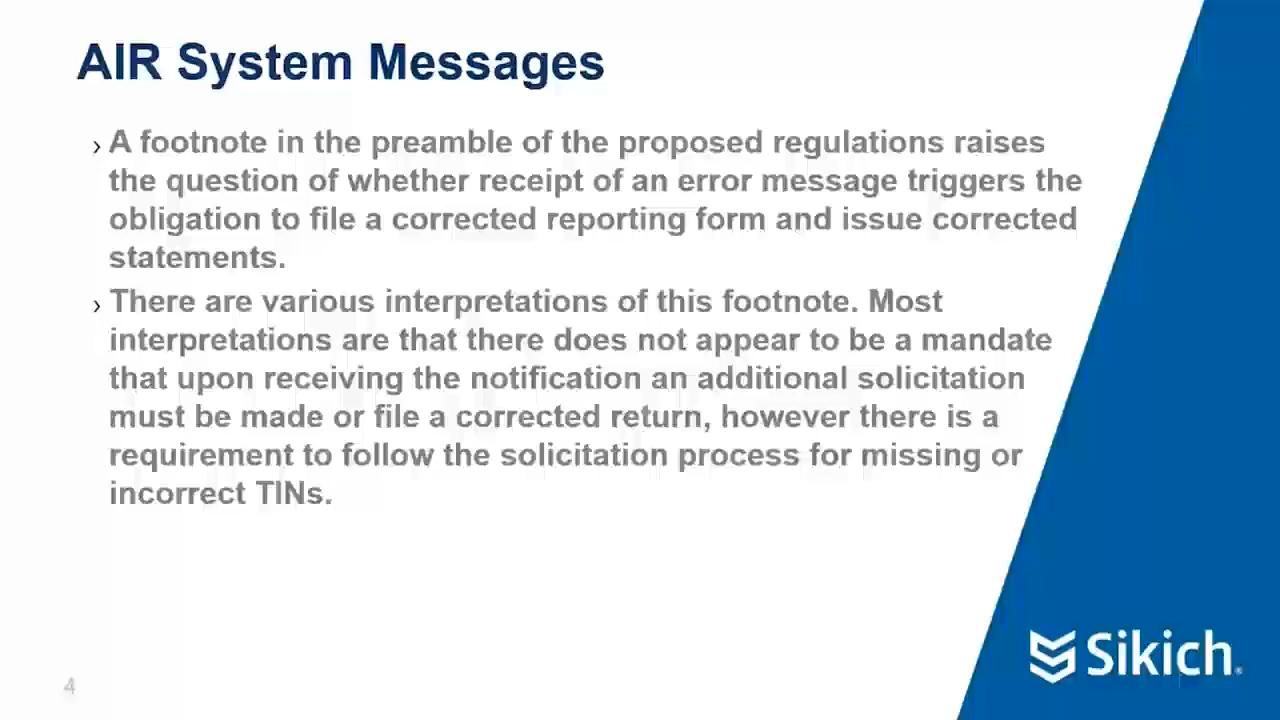 AIR System Messages
› A footnote in the preamble of the proposed regulations raises
the question of whether receipt of an error message triggers the
obligation to file a corrected reporting form and issue corrected
statements.
› There are various interpretations of this footnote. Most
interpretations are that there does not appear to be a mandate
that upon receiving the notification an additional solicitation
must be made or file a corrected return, however there is a
requirement to follow the solicitation process for missing or
incorrect TINs.
Sikich.
4